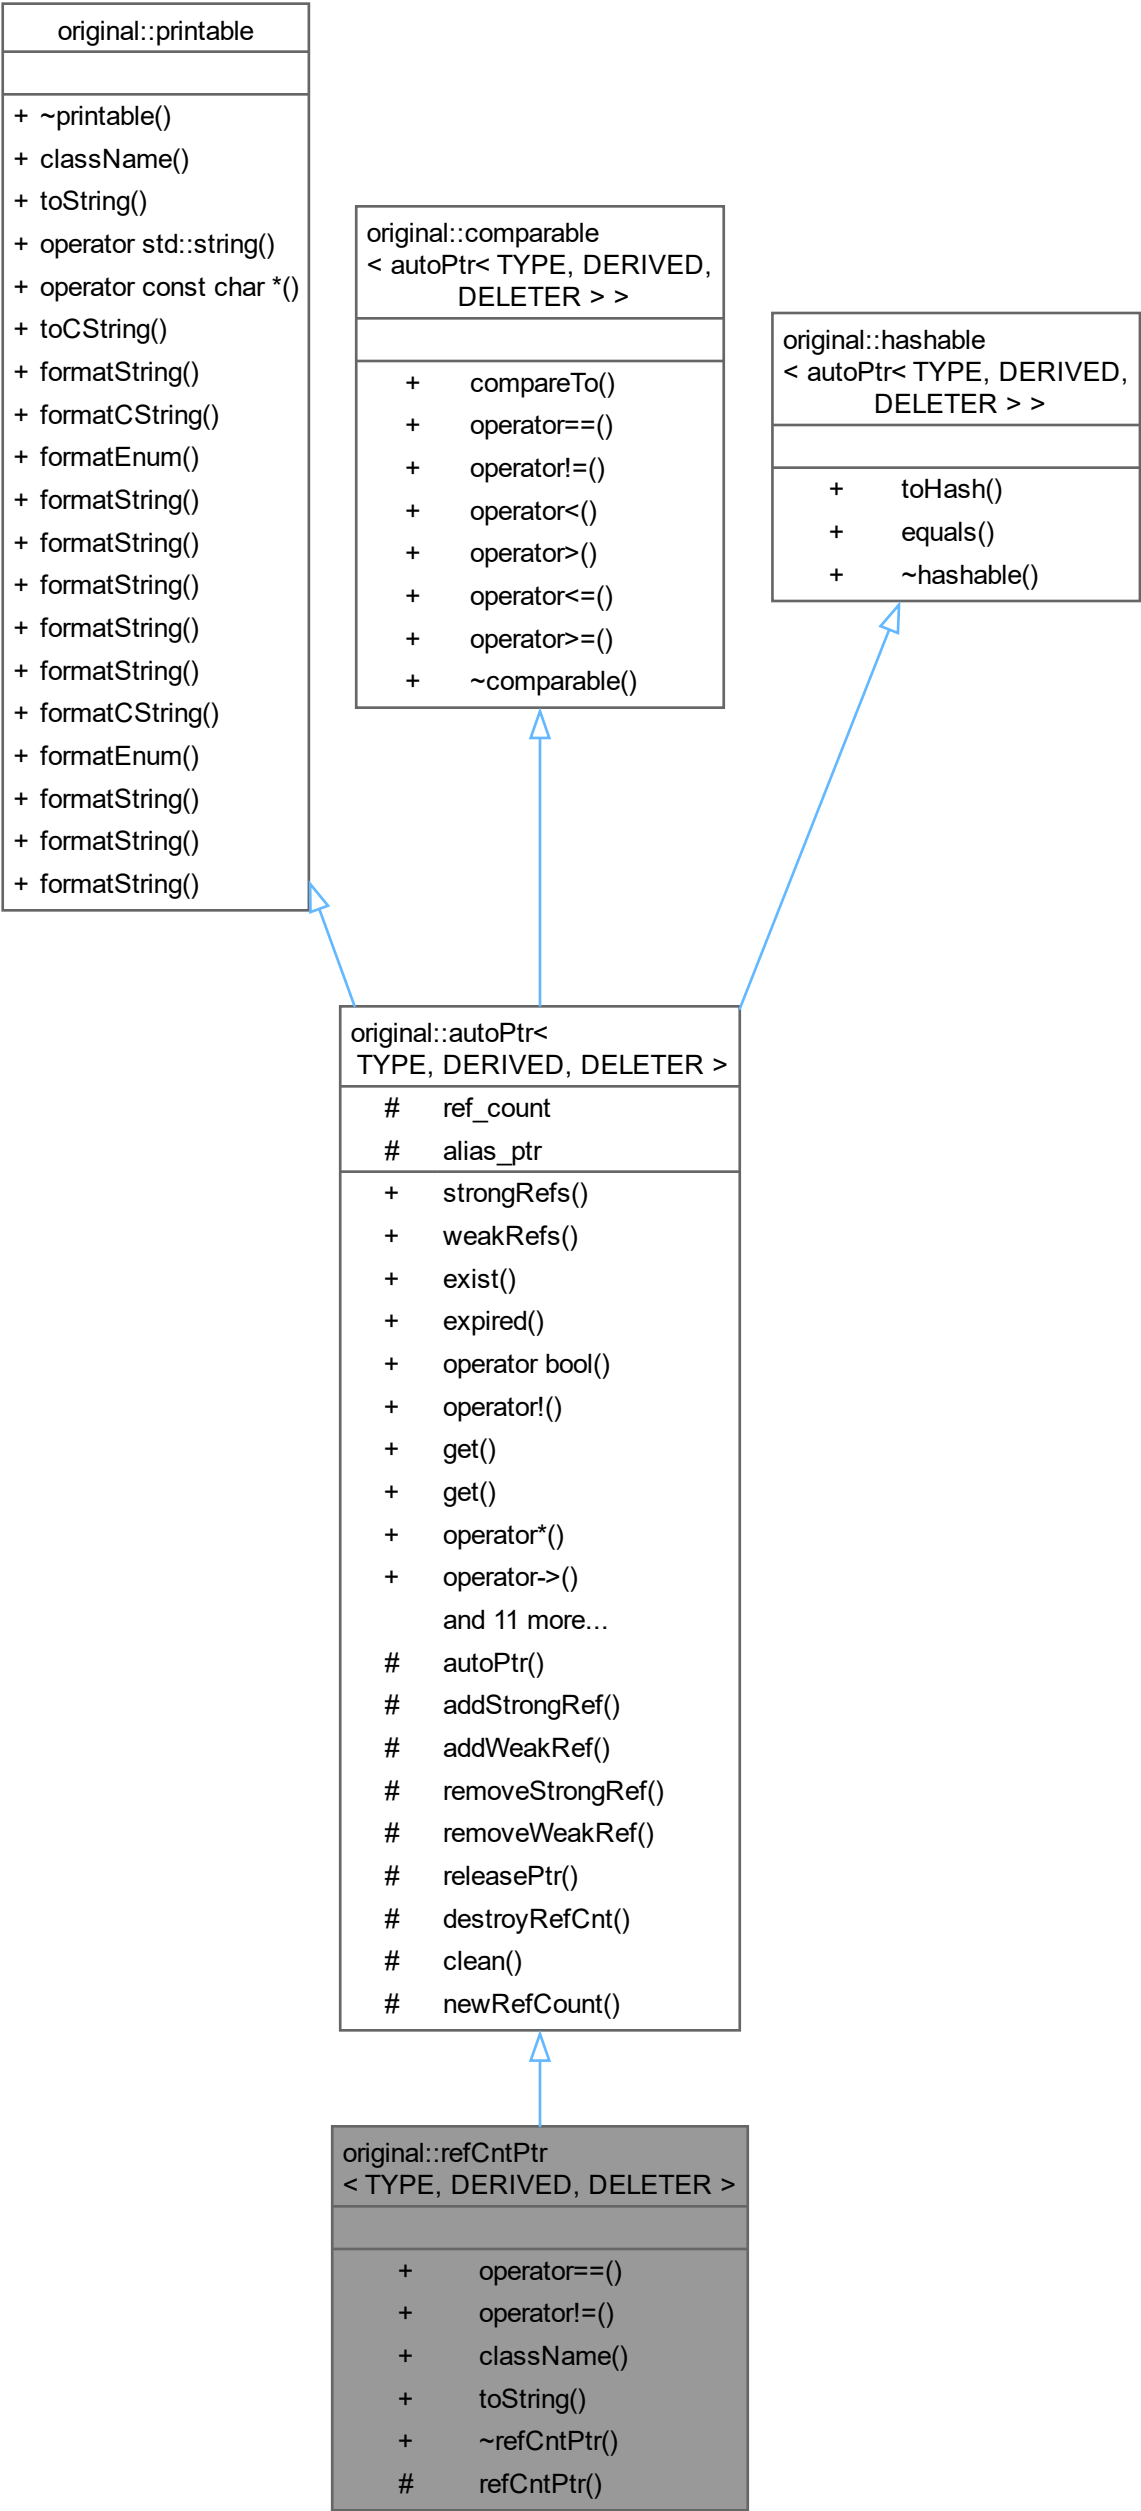 original::printable
+ ~printable()
+ className()
+ toString()
+ operator std::string()
+ operator const char *()
+ toCString()
+ formatString()
+ formatCString()
+ formatEnum()
+ formatString()
+ formatString()
+ formatString()
+ formatString()
+ formatString()
+ formatCString()
+ formatEnum()
+ formatString()
+ formatString()
+ formatString()
original::comparable
< autoPtr< TYPE, DERIVED,
DELETER > >
+ compareTo()
+ operator==()
+ operator!=()
+ operator<()
+ operator>()
+ operator<=()
+ operator>=()
+ ~comparable()
original::hashable
< autoPtr< TYPE, DERIVED,
DELETER > >
+ toHash()
+ equals()
+ ~hashable()
original::autoPtr<
TYPE, DERIVED, DELETER >
# ref_count
# alias_ptr
+ strongRefs()
+ weakRefs()
+ exist()
+ expired()
+ operator bool()
+ operator!()
+ get()
+ get()
+ operator*()
+ operator->()
and 11 more...
# autoPtr()
# addStrongRef()
# addWeakRef()
# removeStrongRef()
# removeWeakRef()
# releasePtr()
# destroyRefCnt()
# clean()
# newRefCount()
original::refCntPtr
< TYPE, DERIVED, DELETER >
+ operator==()
+ operator!=()
+ className()
+ toString()
+ ~refCntPtr()
# refCntPtr()